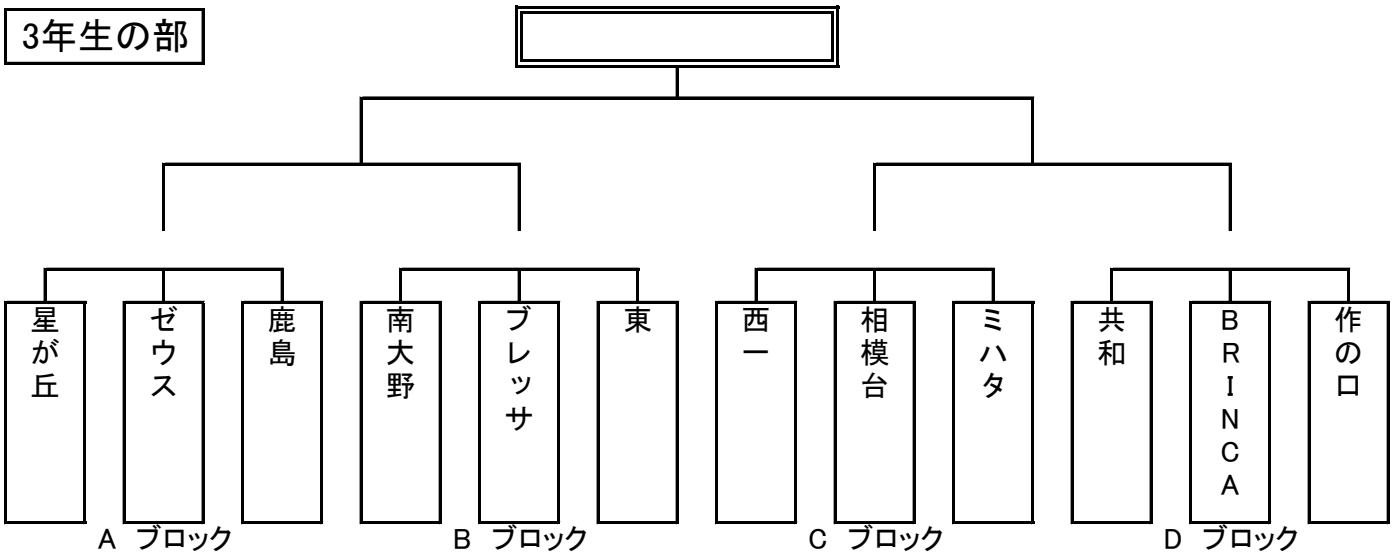 3年生の部
星が丘
ゼウス
鹿島
南大野
ブレッサ
東
西一
相模台
ミハタ
共和
BRINCA
作の口
A ブロック
B ブロック
C ブロック
D ブロック